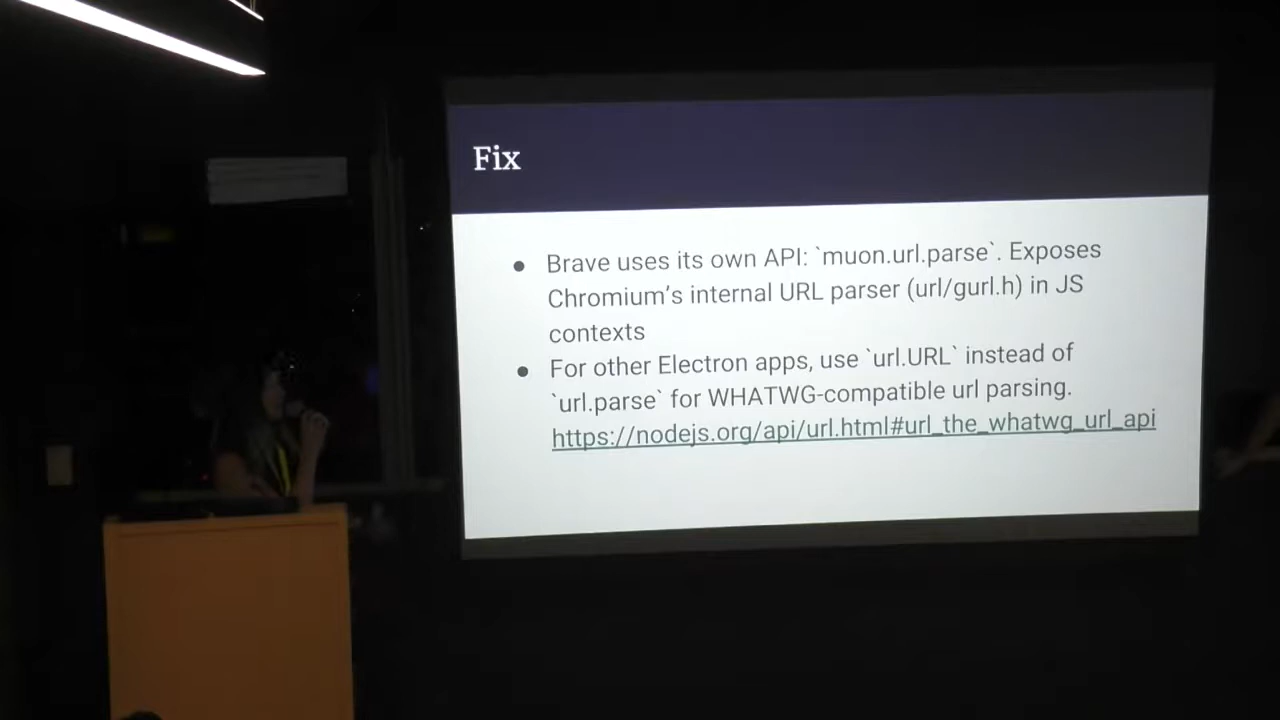 Fix
● Brave uses its own API: `muon.url.parse`. Exposes
Chromium's internal URL parser (url/gurl.h) in JS
contexts
● For other Electron apps, use `url.URL` instead of
`url.parse` for WHATWG-compatible url parsing.
https://nodejs.org/api/url.html#url_the_whatwg_url_api